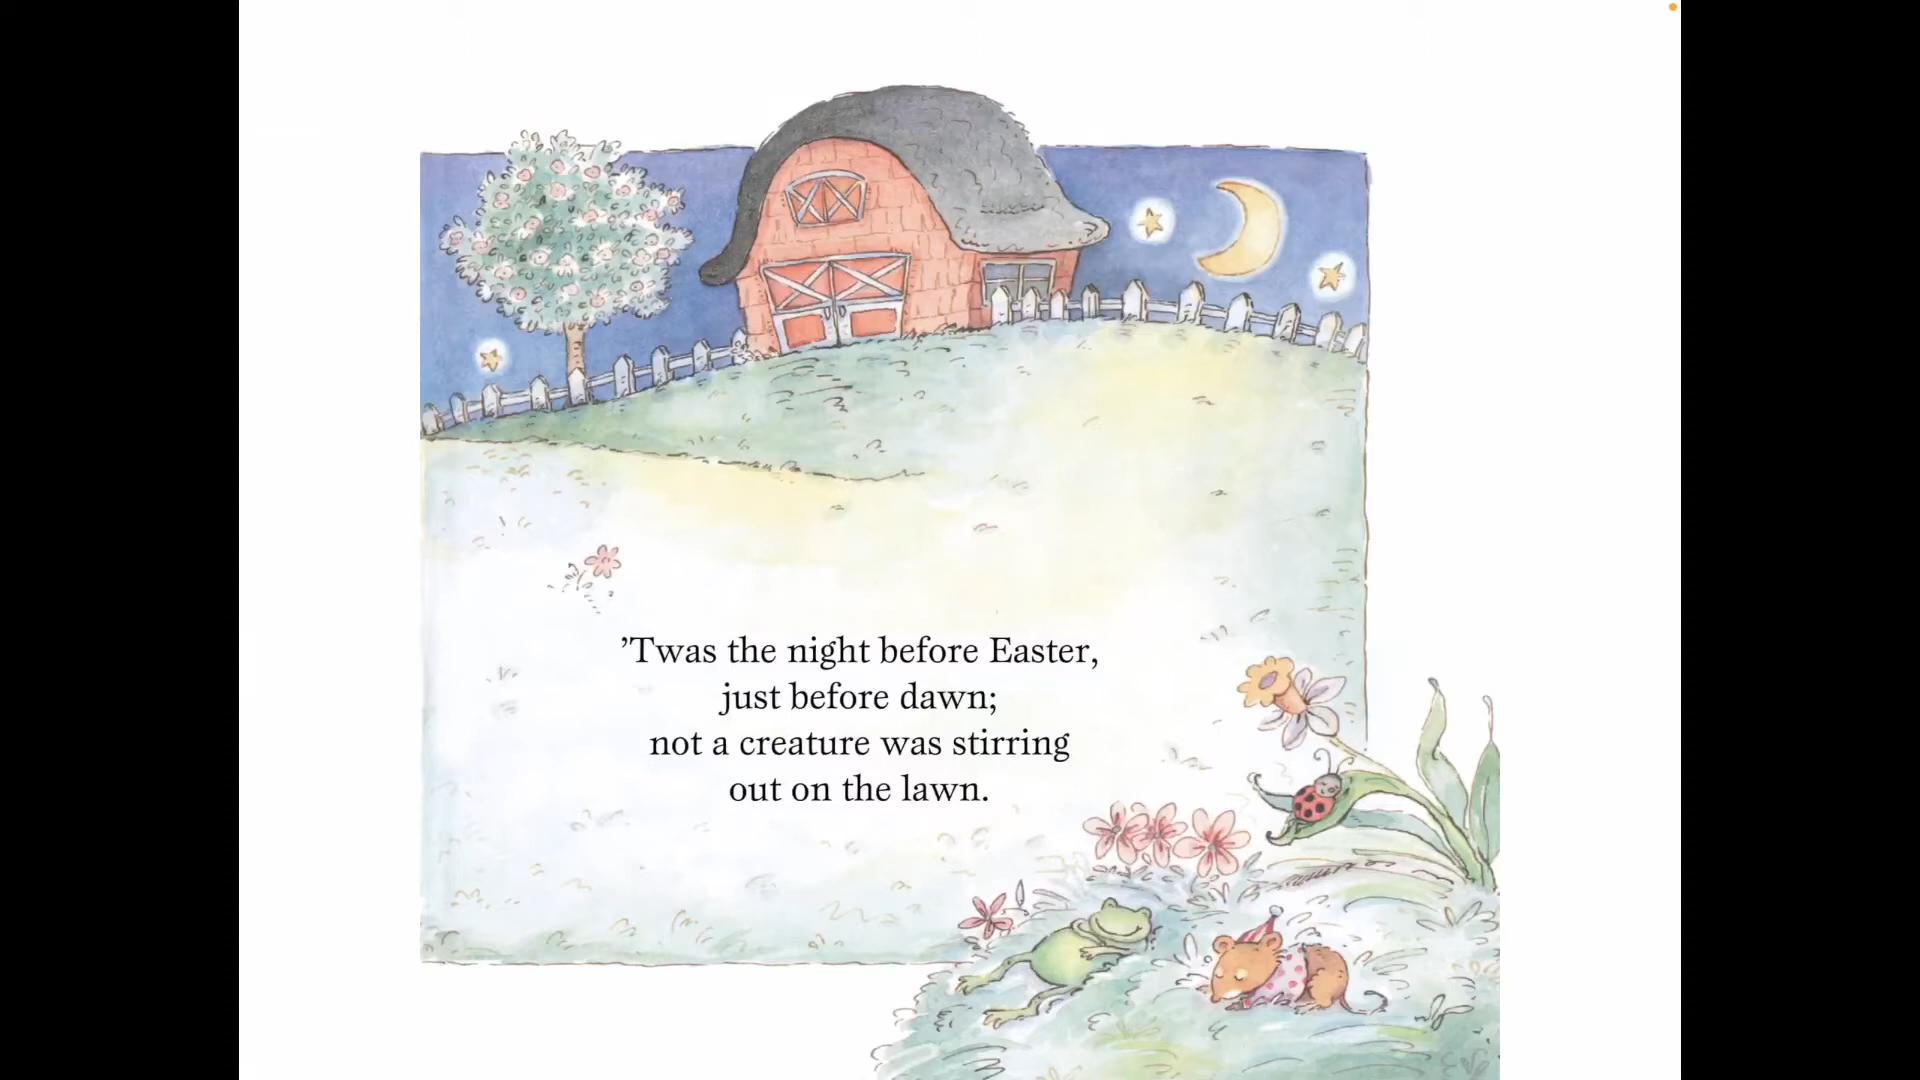 ’Twas the night before Easter,
just before dawn;
not a creature was stirring
out on the lawn.